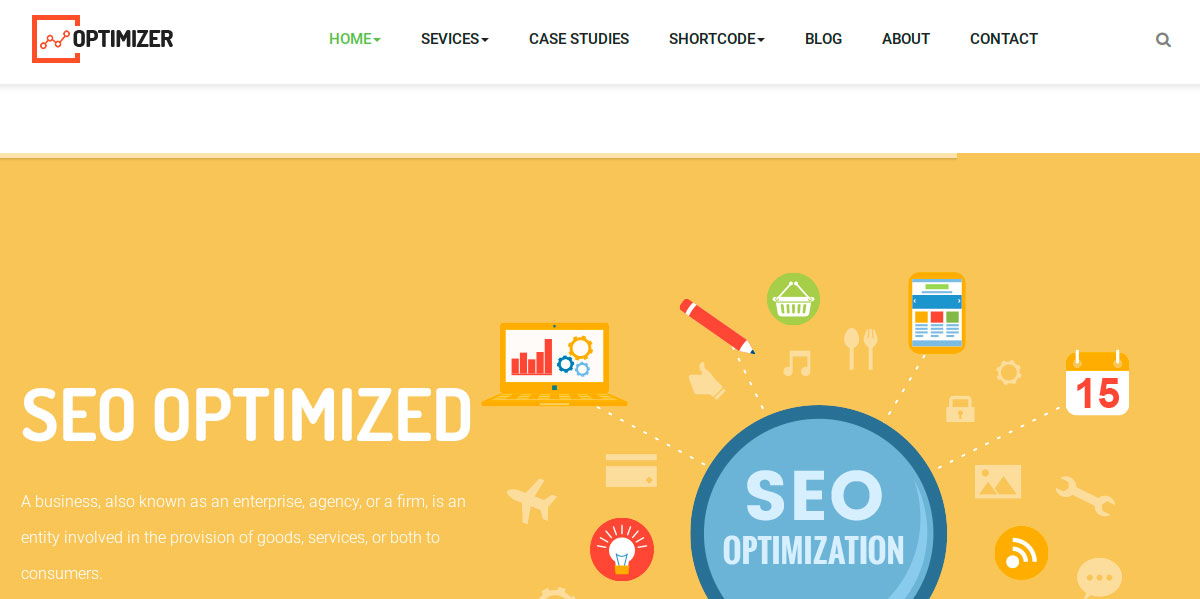 OPTIMIZER
HOME
SEVICES
CASE STUDIES
SHORTCODE
BLOG
ABOUT
CONTACT
15
SEO OPTIMIZED
SEO
OPTIMIZATION
A business, also known as an enterprise, agency, or a firm, is an
entity involved in the provision of goods, services, or both to
consumers.